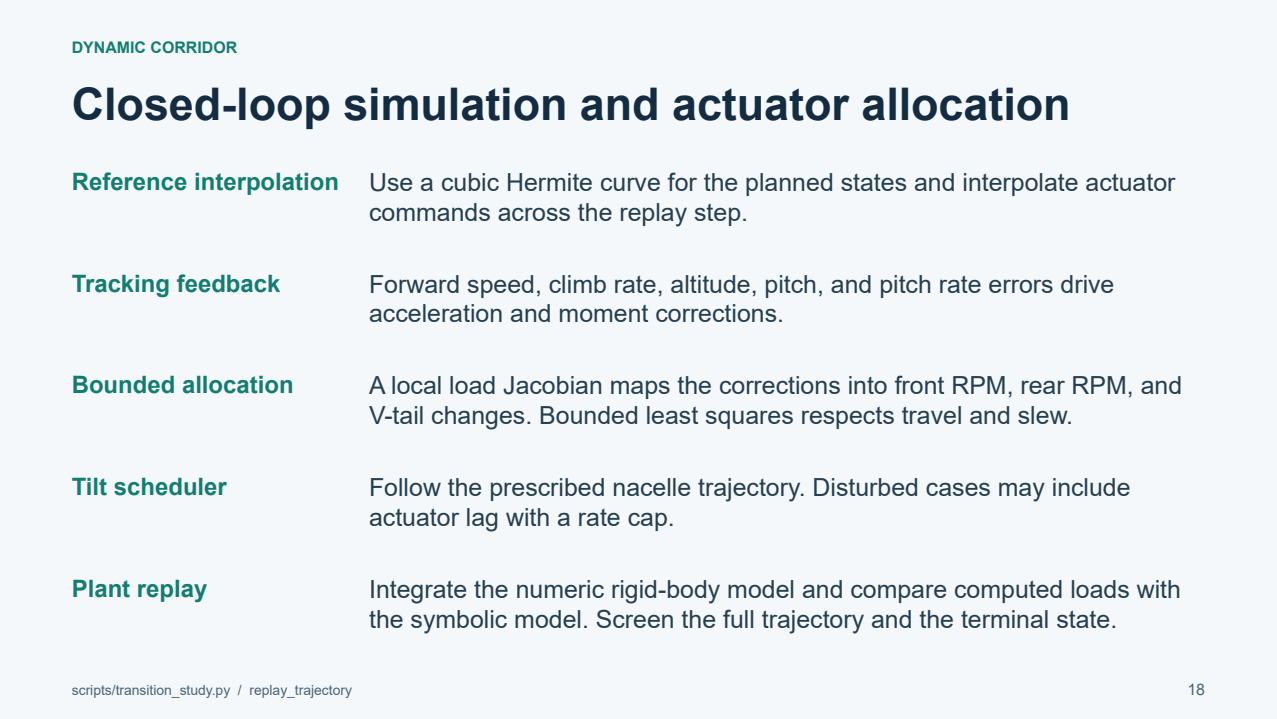 DYNAMIC CORRIDOR
Closed-loop simulation and actuator allocation
Reference interpolation
Use a cubic Hermite curve for the planned states and interpolate actuator
commands across the replay step.
Tracking feedback
Forward speed, climb rate, altitude, pitch, and pitch rate errors drive
acceleration and moment corrections.
Bounded allocation
A local load Jacobian maps the corrections into front RPM, rear RPM, and
V-tail changes. Bounded least squares respects travel and slew.
Tilt scheduler
Follow the prescribed nacelle trajectory. Disturbed cases may include
actuator lag with a rate cap.
Plant replay
Integrate the numeric rigid-body model and compare computed loads with
the symbolic model. Screen the full trajectory and the terminal state.
scripts/transition_study.py / replay_trajectory
18